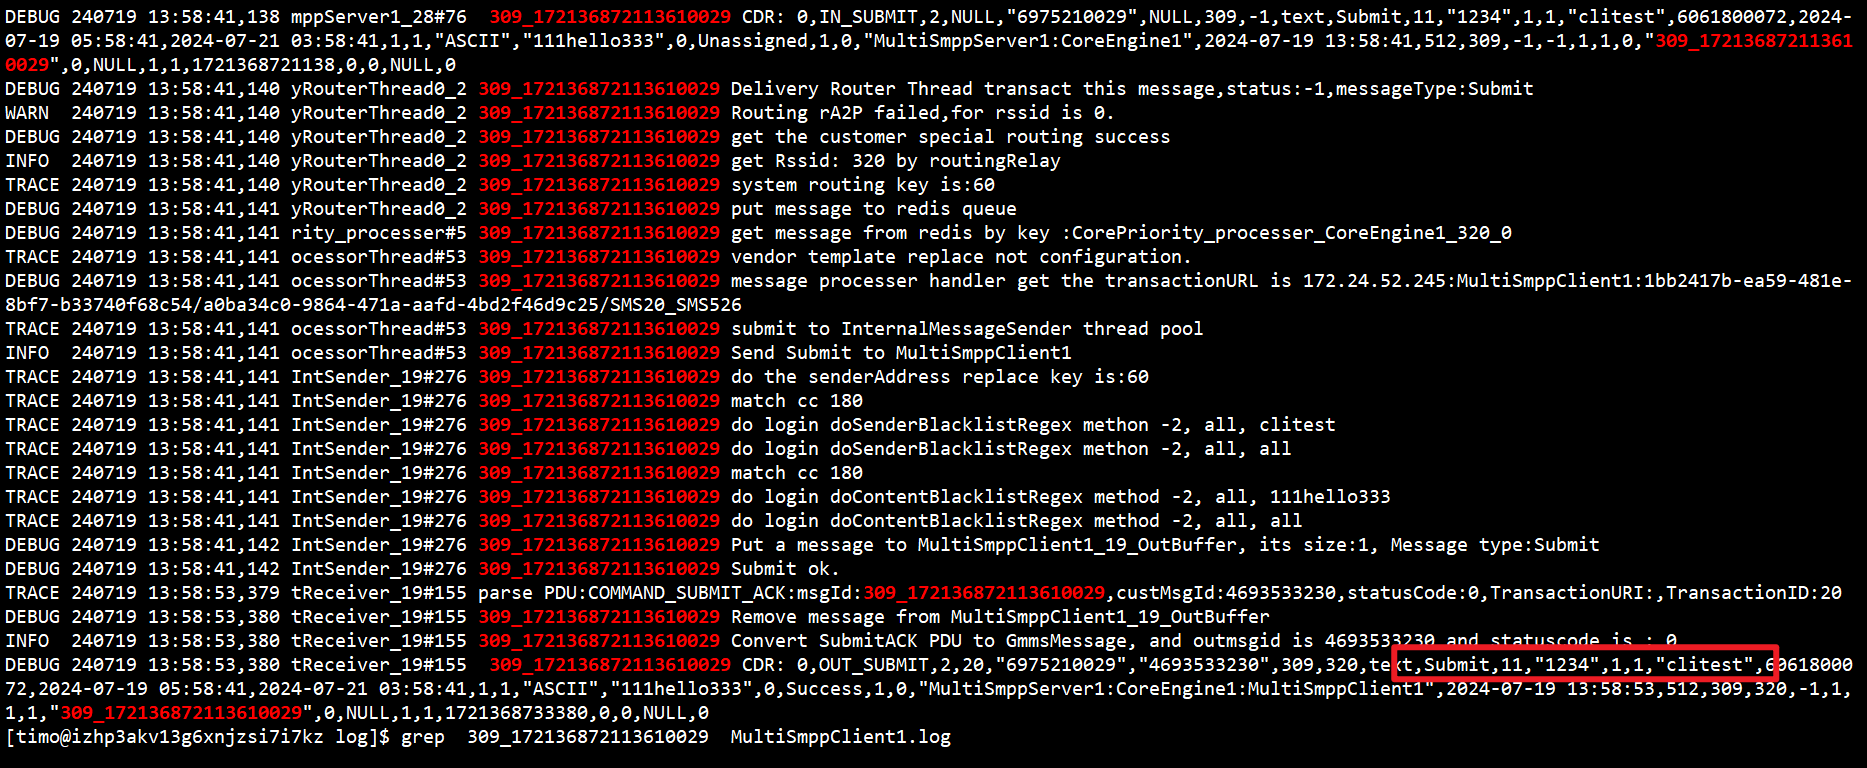 DEBUG 240719 13:58:41,138 mppServer1_28#76  309_172136872113610029 CDR: 0,IN_SUBMIT,2,NULL,"6975210029",NULL,309,-1,text,Submit,11,"1234",1,1,"clitest",6061800072,2024-
07-19 05:58:41,2024-07-21 03:58:41,1,1,"ASCII","111hello333",0,Unassigned,1,0,"MultiSmppServer1:CoreEngine1",2024-07-19 13:58:41,512,309,-1,-1,1,1,0,"309_17213687211361
0029",0,NULL,1,1,1721368721138,0,0,NULL,0
DEBUG 240719 13:58:41,140 yRouterThread0_2 309_172136872113610029 Delivery Router Thread transact this message,status:-1,messageType:Submit
WARN  240719 13:58:41,140 yRouterThread0_2 309_172136872113610029 Routing rA2P failed,for rssid is 0.
DEBUG 240719 13:58:41,140 yRouterThread0_2 309_172136872113610029 get the customer special routing success
INFO  240719 13:58:41,140 yRouterThread0_2 309_172136872113610029 get Rssid: 320 by routingRelay
TRACE 240719 13:58:41,140 yRouterThread0_2 309_172136872113610029 system routing key is:60
DEBUG 240719 13:58:41,141 yRouterThread0_2 309_172136872113610029 put message to redis queue
DEBUG 240719 13:58:41,141 rity_processer#5 309_172136872113610029 get message from redis by key :CorePriority_processer_CoreEngine1_320_0
TRACE 240719 13:58:41,141 ocessorThread#53 309_172136872113610029 vendor template replace not configuration.
DEBUG 240719 13:58:41,141 ocessorThread#53 309_172136872113610029 message processer handler get the transactionURL is 172.24.52.245:MultiSmppClient1:1bb2417b-ea59-481e-
8bf7-b33740f68c54/a0ba34c0-9864-471a-aafd-4bd2f46d9c25/SMS20_SMS526
TRACE 240719 13:58:41,141 ocessorThread#53 309_172136872113610029 submit to InternalMessageSender thread pool
INFO  240719 13:58:41,141 ocessorThread#53 309_172136872113610029 Send Submit to MultiSmppClient1
TRACE 240719 13:58:41,141 IntSender_19#276 309_172136872113610029 do the senderAddress replace key is:60
TRACE 240719 13:58:41,141 IntSender_19#276 309_172136872113610029 match cc 180
TRACE 240719 13:58:41,141 IntSender_19#276 309_172136872113610029 do login doSenderBlacklistRegex methon -2, all, clitest
TRACE 240719 13:58:41,141 IntSender_19#276 309_172136872113610029 do login doSenderBlacklistRegex methon -2, all, all
TRACE 240719 13:58:41,141 IntSender_19#276 309_172136872113610029 match cc 180
TRACE 240719 13:58:41,141 IntSender_19#276 309_172136872113610029 do login doContentBlacklistRegex method -2, all, 111hello333
TRACE 240719 13:58:41,141 IntSender_19#276 309_172136872113610029 do login doContentBlacklistRegex method -2, all, all
DEBUG 240719 13:58:41,142 IntSender_19#276 309_172136872113610029 Put a message to MultiSmppClient1_19_OutBuffer, its size:1, Message type:Submit
DEBUG 240719 13:58:41,142 IntSender_19#276 309_172136872113610029 Submit ok.
TRACE 240719 13:58:53,379 tReceiver_19#155 parse PDU:COMMAND_SUBMIT_ACK:msgId:309_172136872113610029,custMsgId:4693533230,statusCode:0,TransactionURI:,TransactionID:20
DEBUG 240719 13:58:53,380 tReceiver_19#155 309_172136872113610029 Remove message from MultiSmppClient1_19_OutBuffer
INFO  240719 13:58:53,380 tReceiver_19#155 309_172136872113610029 Convert SubmitACK PDU to GmmsMessage, and outmsgid is 4693533230 and statuscode is : 0
DEBUG 240719 13:58:53,380 tReceiver_19#155  309_172136872113610029 CDR: 0,OUT_SUBMIT,2,20,"6975210029","4693533230",309,320,text,Submit,11,"1234",1,1,"clitest",60618000
72,2024-07-19 05:58:41,2024-07-21 03:58:41,1,1,"ASCII","111hello333",0,Success,1,0,"MultiSmppServer1:CoreEngine1:MultiSmppClient1",2024-07-19 13:58:53,512,309,320,-1,1,
1,1,"309_172136872113610029",0,NULL,1,1,1721368733380,0,0,NULL,0
[timo@izhp3akv13g6xnjzsi7i7kz log]$ grep  309_172136872113610029  MultiSmppClient1.log